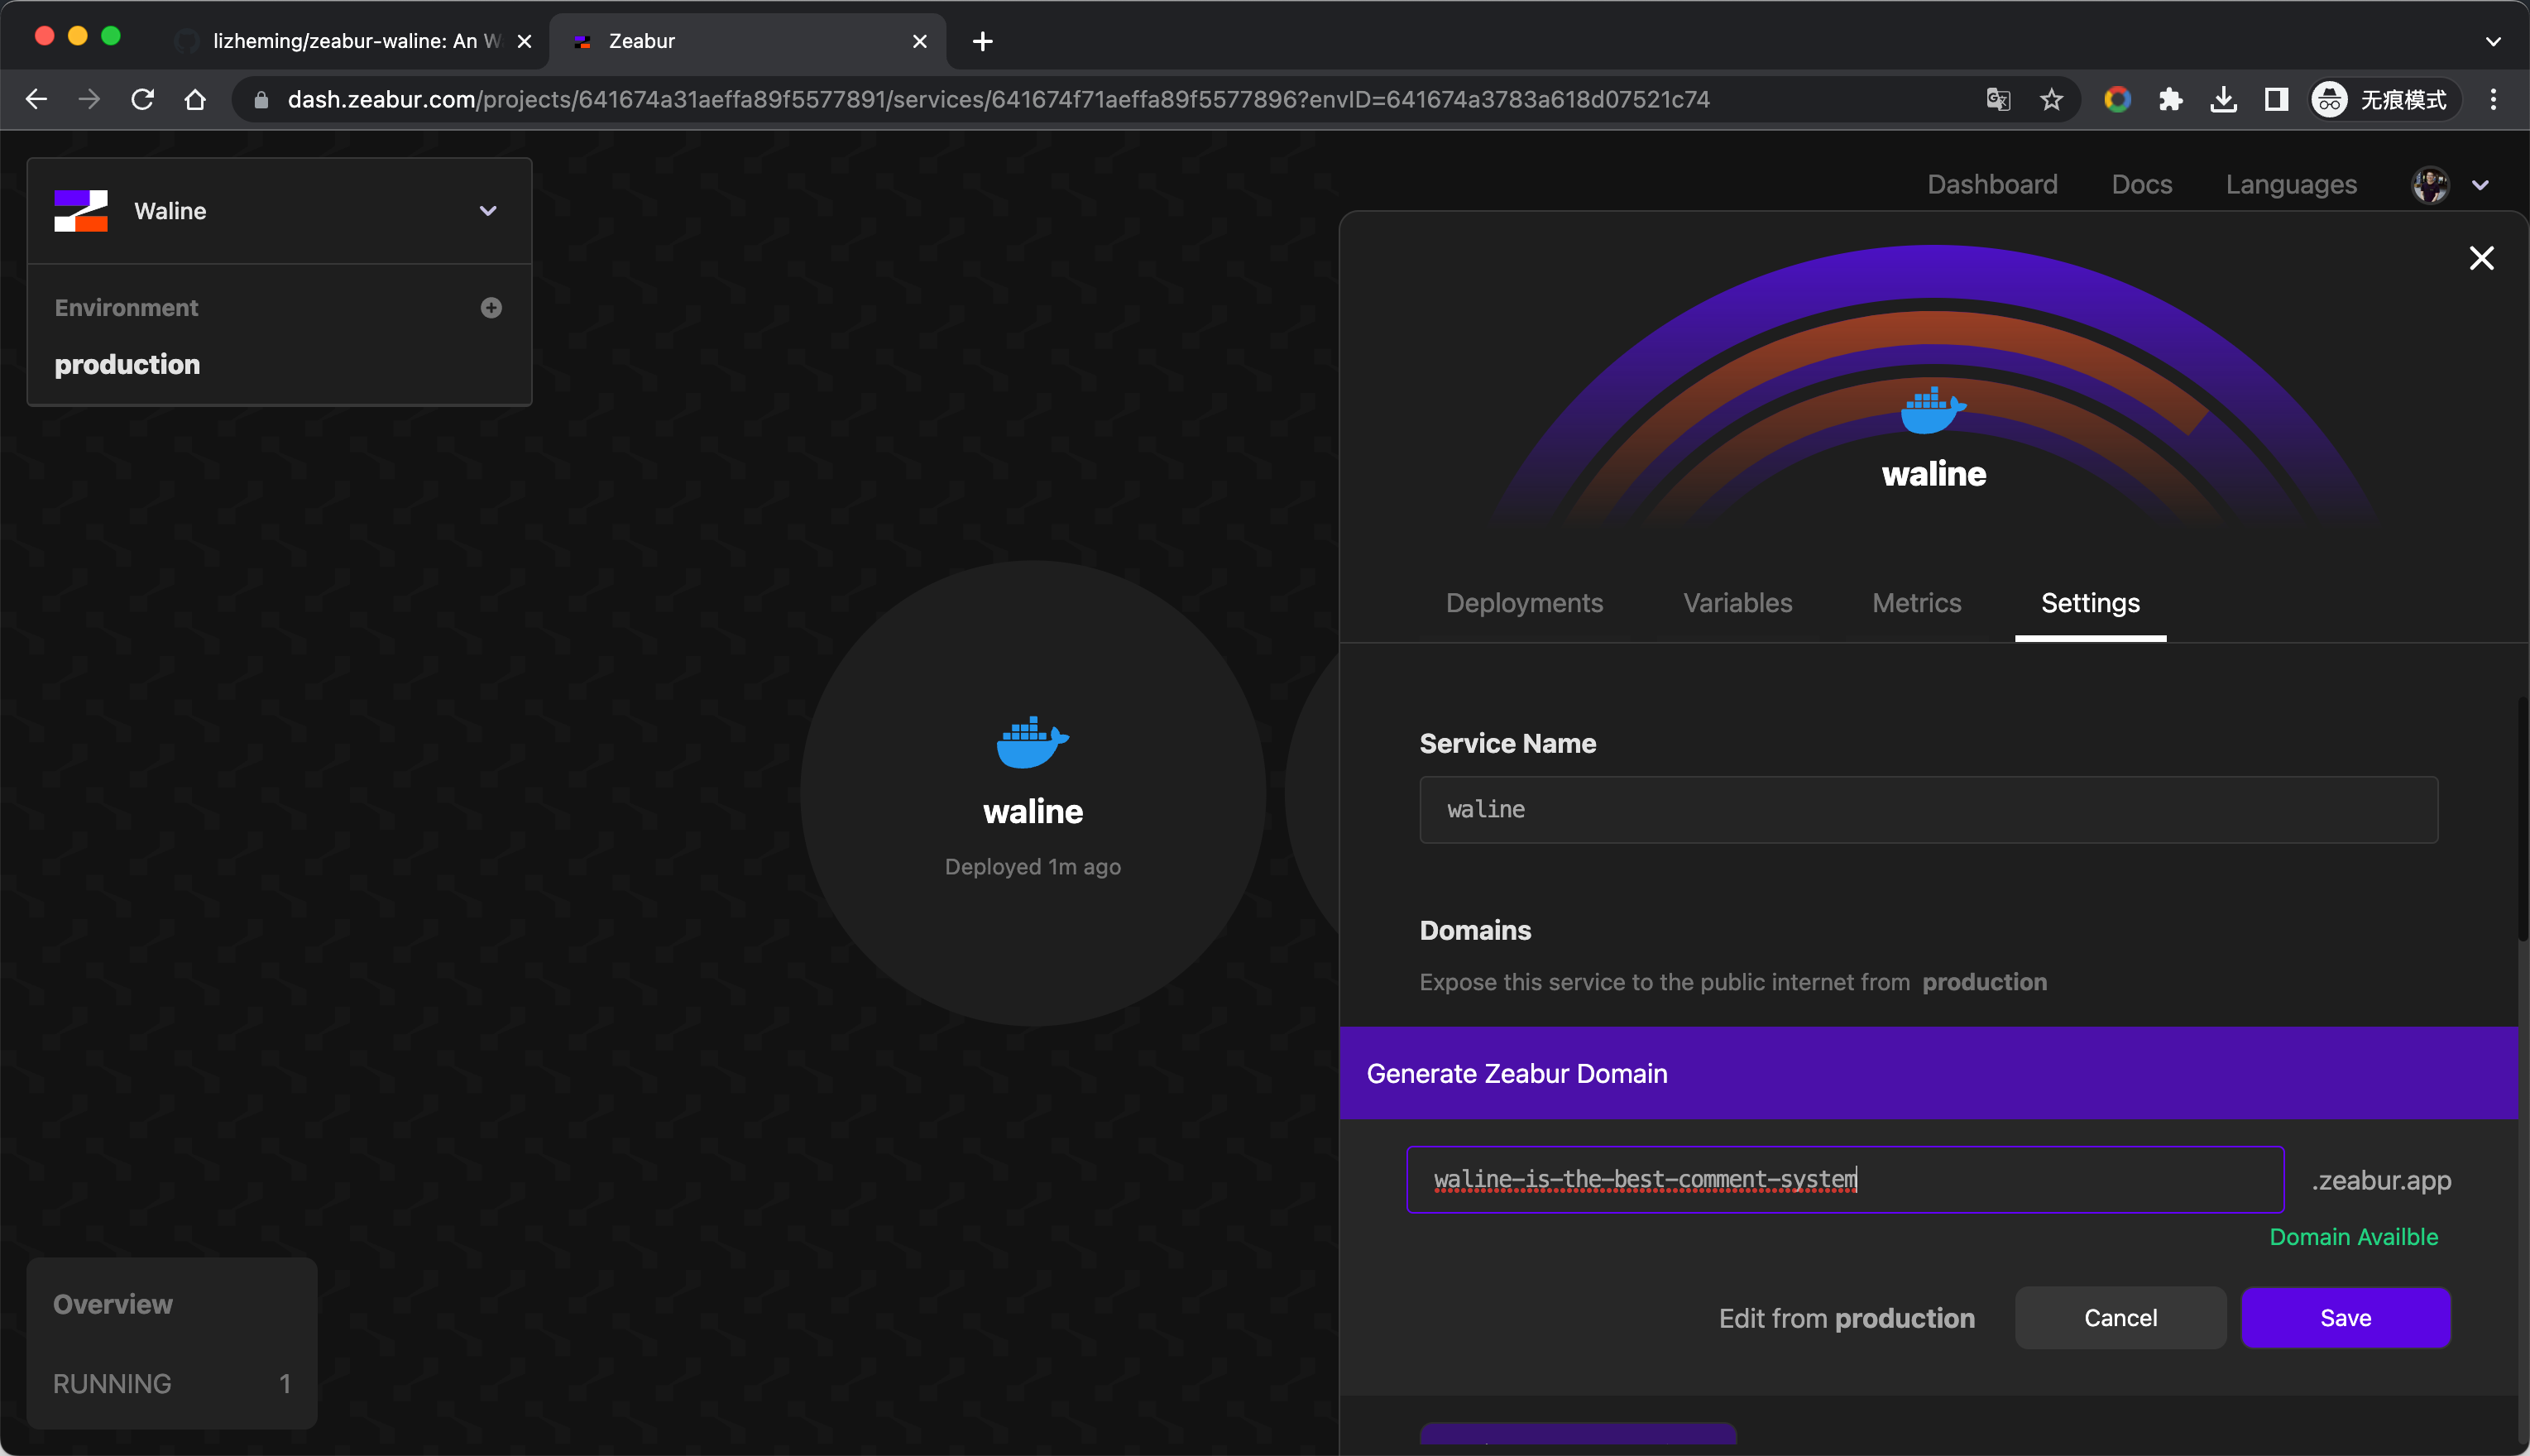 lizheming/zeabur-waline: An W
Zeabur
dash.zeabur.com/projects/641674a31aeffa89f5577891/services/641674f71aeffa89f5577896?envID=641674a3783a618d07521c74
无痕模式
Waline
Dashboard
Docs
Languages
Environment
production
waline
Deployments
Variables
Metrics
Settings
waline
Deployed 1m ago
Service Name
waline
Domains
Expose this service to the public internet from production
Generate Zeabur Domain
waline-is-the-best-comment-system
.zeabur.app
Domain Availble
Edit from production
Cancel
Save
Overview
RUNNING 1